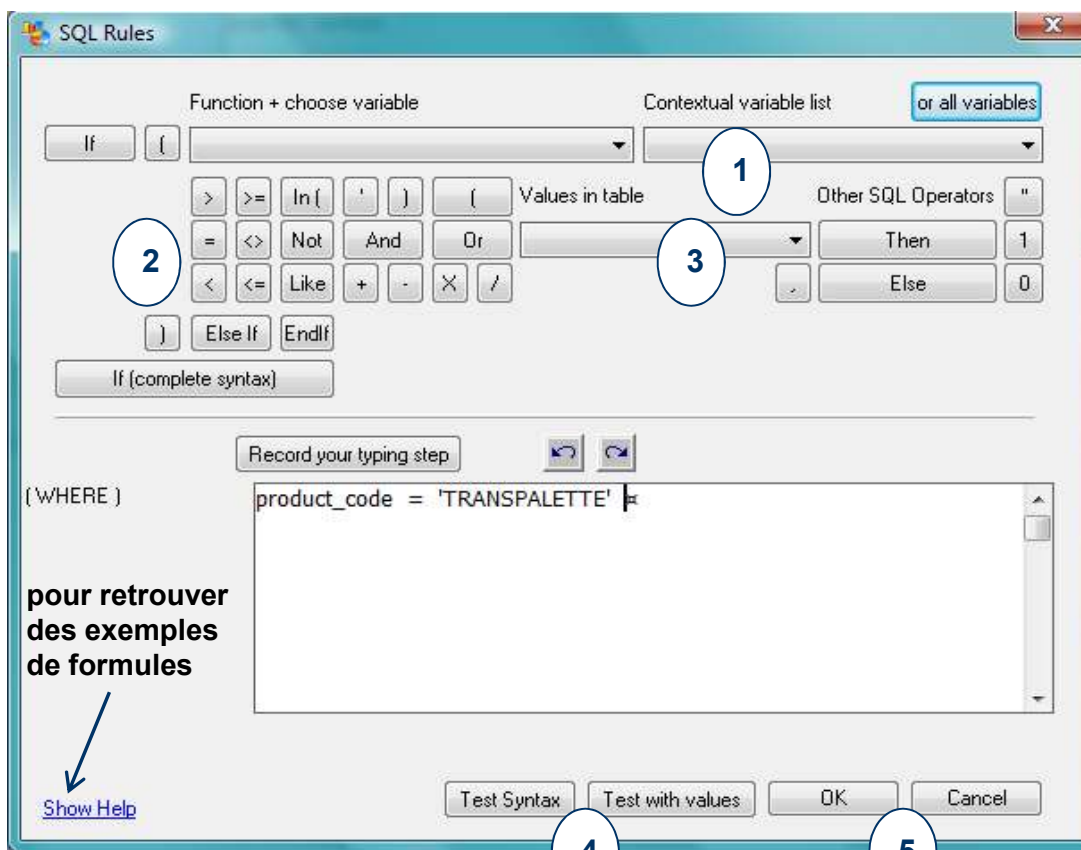 SQL Rules
X
Function + choose variable Contextual variable list or all variables
If (
1
> >= In ( ' ) ( Values in table Other SQL Operators "
2 = <> Not And Or 3 Then 1
< <= Like + - X / , Else 0
) Else If EndIf
If (complete syntax)
Record your typing step
( WHERE ) product_code = 'TRANSPALETTE' ¤
pour retrouver
des exemples
de formules
Show Help Test Syntax Test with values OK Cancel
4 5